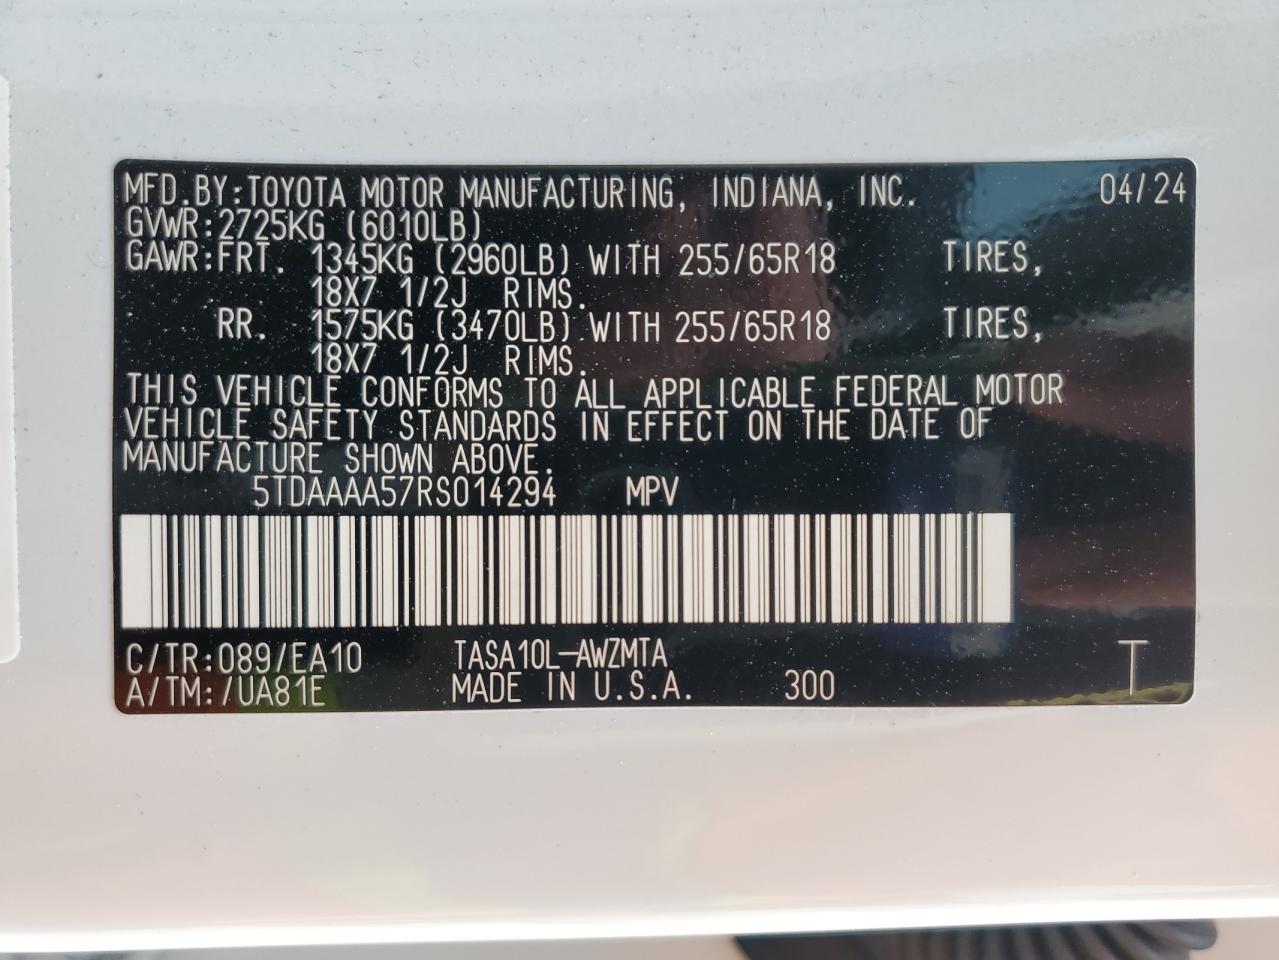 MFD.BY:TOYOTA MOTOR MANUFACTURING, INDIANA, INC. 04/24
GVWR:2725KG (6010LB)
GAWR:FRT. 1345KG (2960LB) WITH 255/65R18 TIRES,
18X7 1/2J RIMS.
RR. 1575KG (3470LB) WITH 255/65R18 TIRES,
18X7 1/2J RIMS.
THIS VEHICLE CONFORMS TO ALL APPLICABLE FEDERAL MOTOR
VEHICLE SAFETY STANDARDS IN EFFECT ON THE DATE OF
MANUFACTURE SHOWN ABOVE.
5TDAAAA57RS014294 MPV
C/TR:089/EA10 TASA10L-AWZMTA T
A/TM:/UA81E MADE IN U.S.A. 300